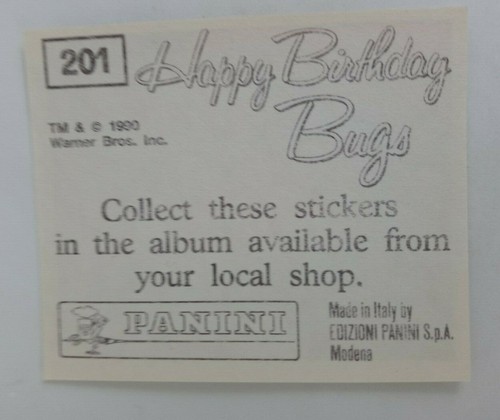 201
Happy Birthday
Bugs
TM & © 1990
Warner Bros. Inc.
Collect these stickers
in the album available from
your local shop.
PANINI
Made in Italy by
EDIZIONI PANINI S.p.A.
Modena